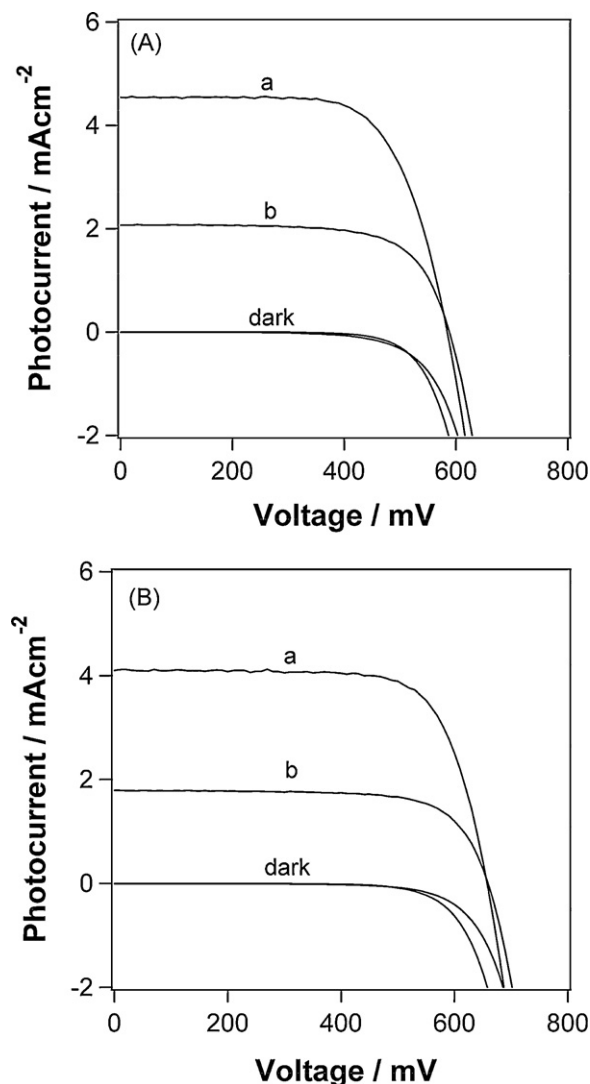 (A)
6
4
2
0
-2
a
b
dark
0 200 400 600 800
Photocurrent / mAcm⁻²
Voltage / mV
(B)
6
4
2
0
-2
a
b
dark
0 200 400 600 800
Photocurrent / mAcm⁻²
Voltage / mV